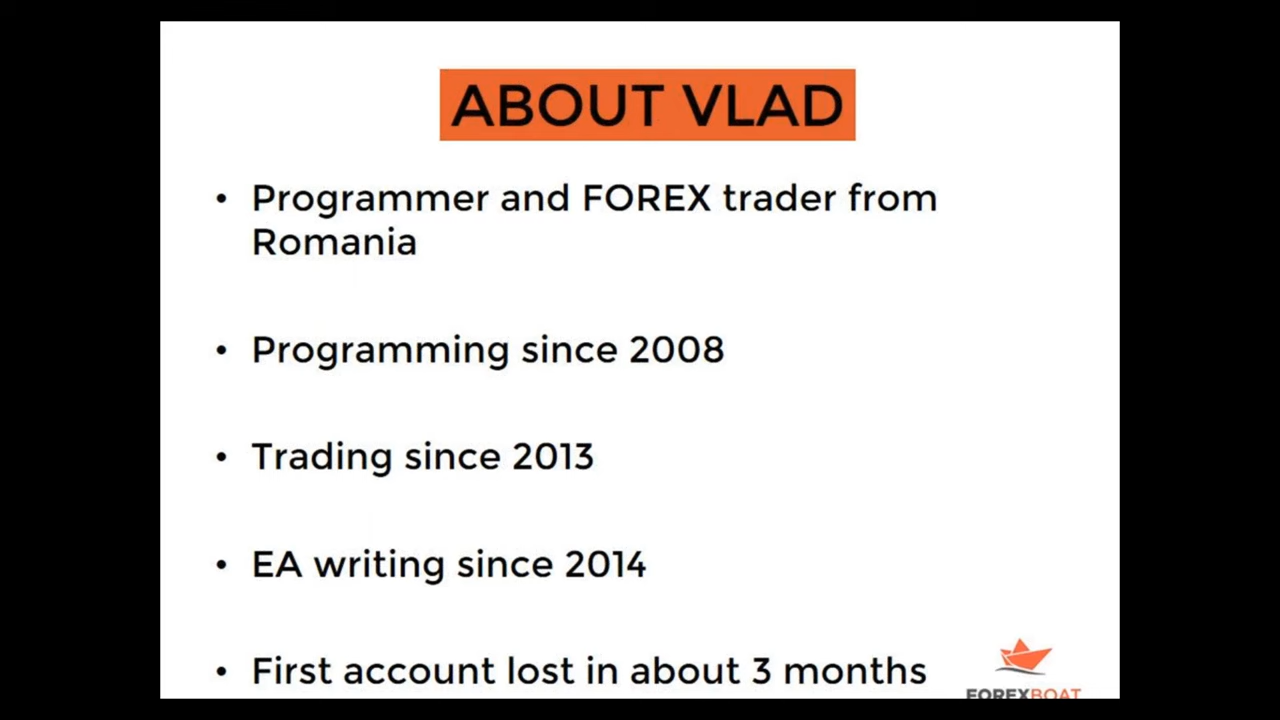 ABOUT VLAD
• Programmer and FOREX trader from
Romania
• Programming since 2008
• Trading since 2013
• EA writing since 2014
• First account lost in about 3 months
FOREXBOAT